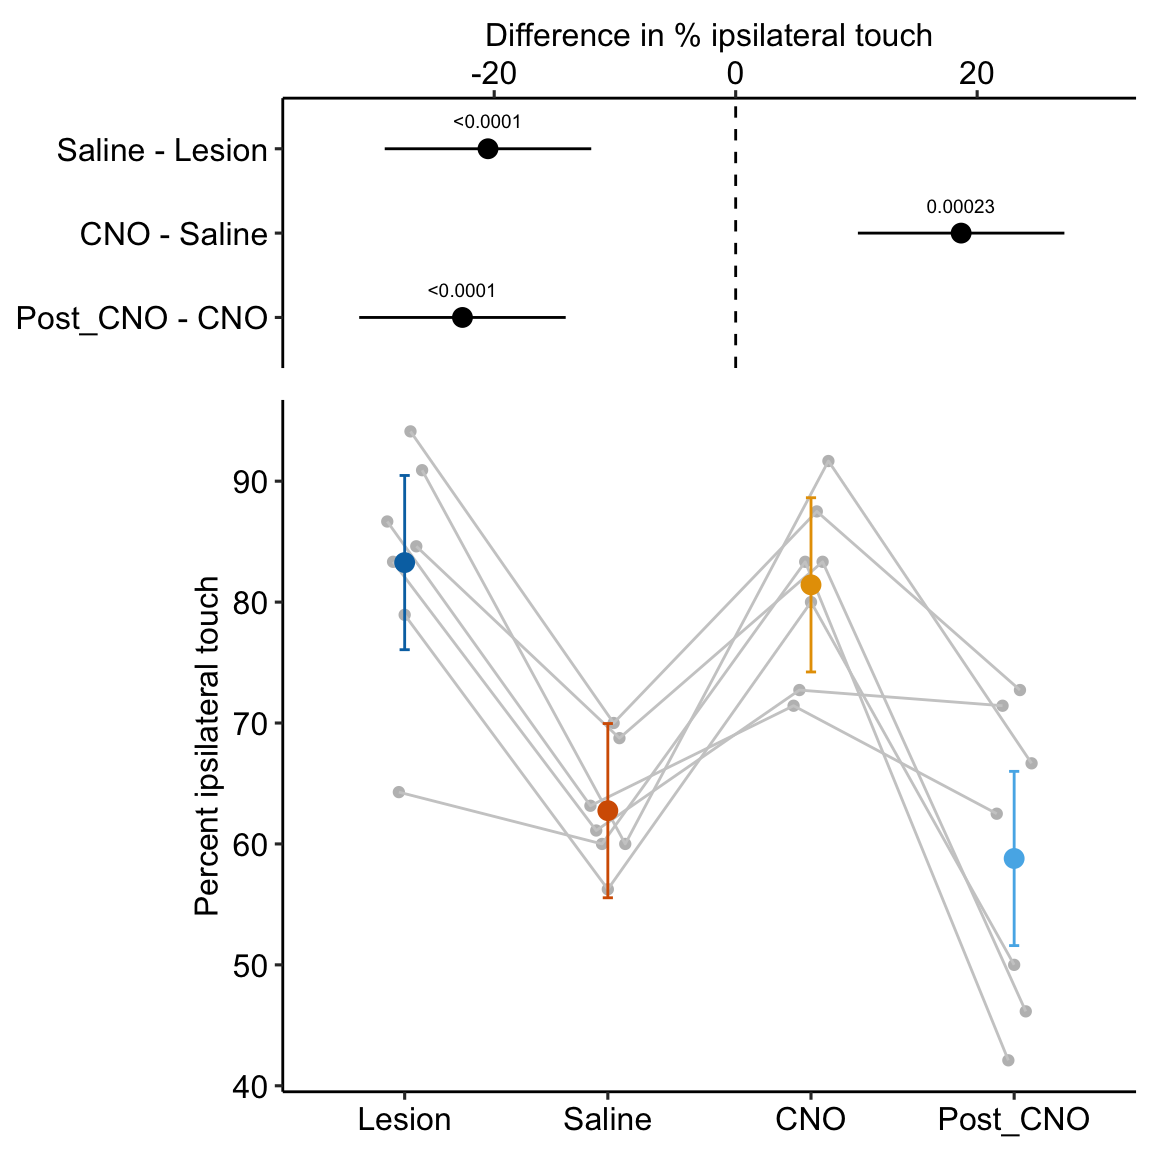 Difference in % ipsilateral touch
-20 0 20
<0.0001
Saline - Lesion
0.00023
CNO - Saline
<0.0001
Post_CNO - CNO
90
80
70
60
50
40
Percent ipsilateral touch
Lesion Saline CNO Post_CNO